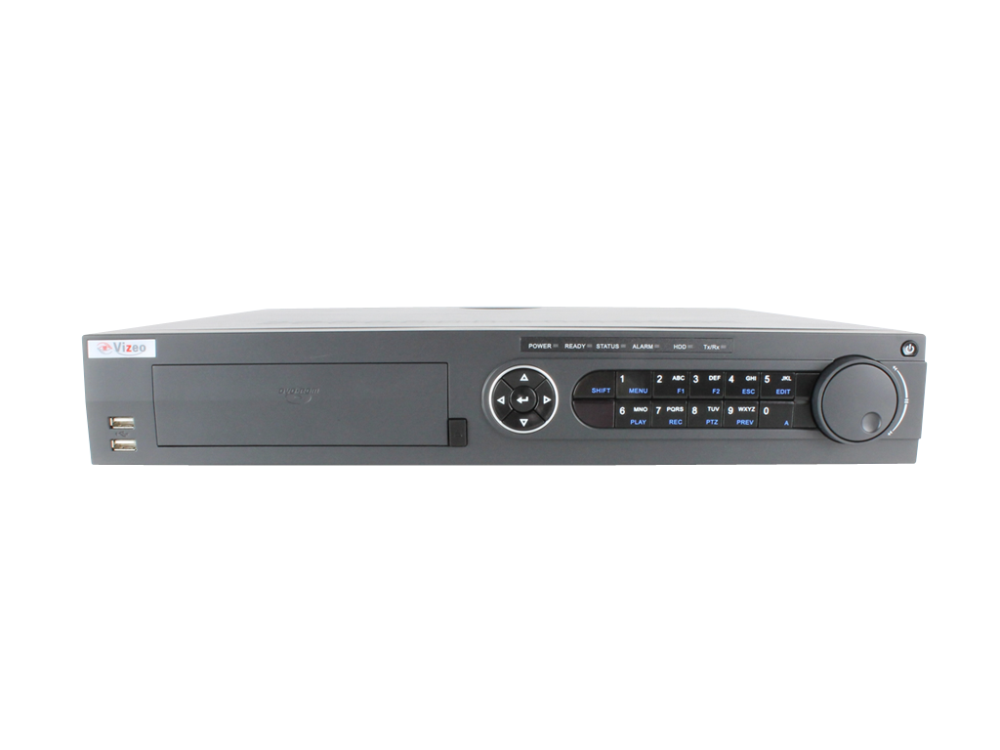 Vizeo
POWER READY STATUS ALARM HDD Tx/Rx
1 2 ABC 3 DEF 4 GHI 5 JKL
SHIFT MENU F1 F2 ESC EDIT
6 MNO 7 PQRS 8 TUV 9 WXYZ 0
PLAY REC PTZ PREV A